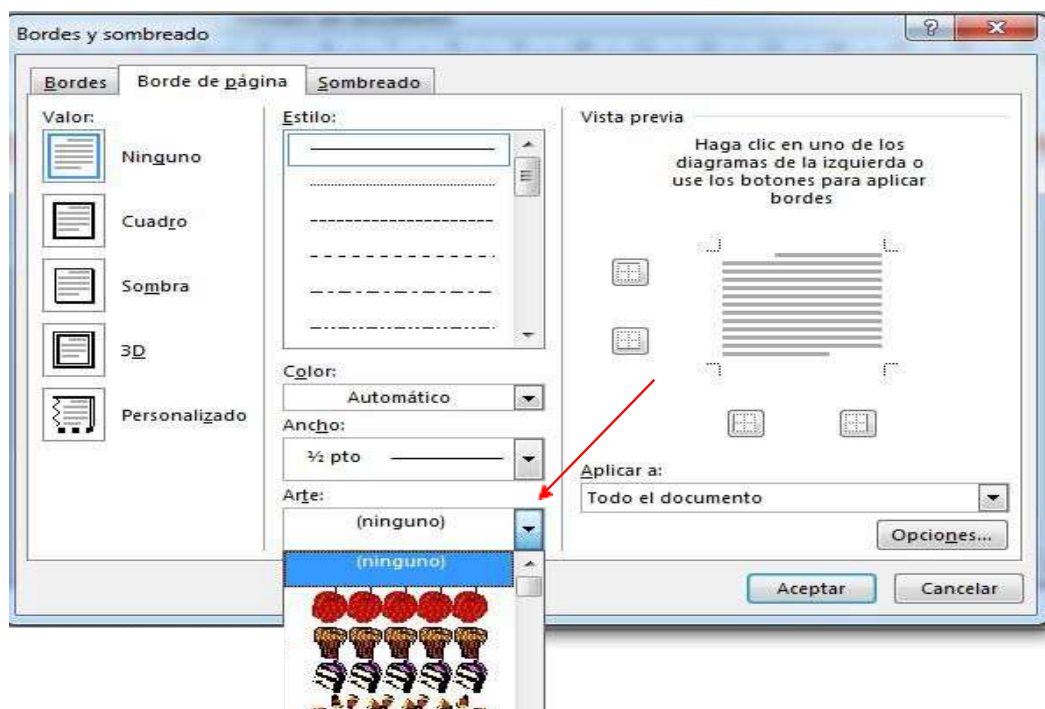 Bordes y sombreado
Bordes
Borde de página
Sombreado
Valor:
Ninguno
Cuadro
Sombra
3D
Personalizado
Estilo:
Color:
Automático
Ancho:
½ pto
Arte:
(ninguno)
(ninguno)
Vista previa
Haga clic en uno de los
diagramas de la izquierda o
use los botones para aplicar
bordes
Aplicar a:
Todo el documento
Opciones...
Aceptar
Cancelar